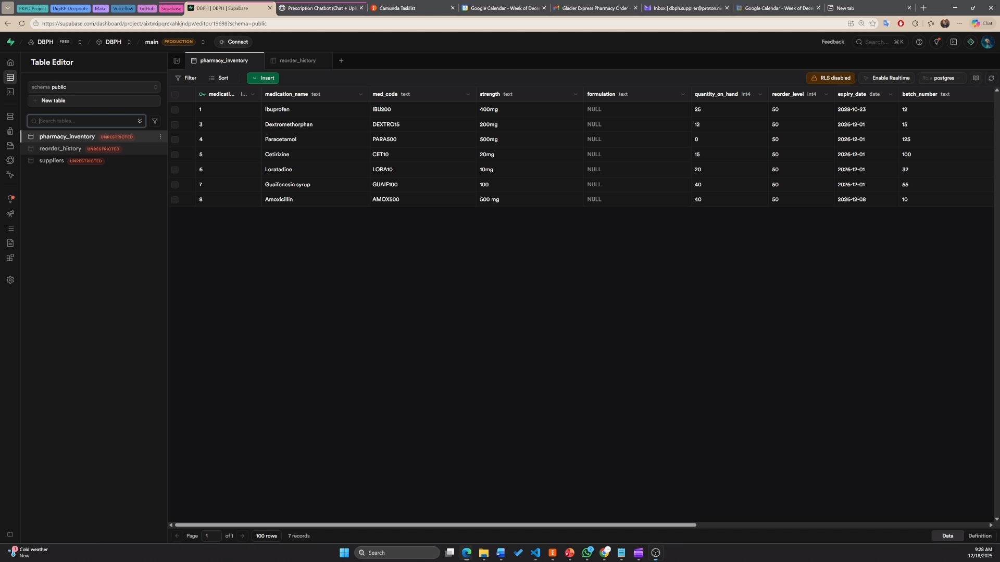 PKPD Project DigiBP Deepnote Make Voiceflow GitHub Supabase DBPH | DBPH | Supabase Prescription Chatbot (Chat + Upl Camunda Tasklist Google Calendar - Week of Dece Glacier Express Pharmacy Order - Inbox | dbph.supplier@proton.m Google Calendar - Week of Dece New tab
https://supabase.com/dashboard/project/aixtxkipqrexahkjndpv/editor/19698?schema=public Chat
DBPH FREE DBPH main PRODUCTION Connect Feedback Search... ⌘K
Table Editor
pharmacy_inventory reorder_history
schema public
Filter Sort Insert RLS disabled Enable Realtime Role postgres
New table
Search tables...
pharmacy_inventory UNRESTRICTED
reorder_history UNRESTRICTED
suppliers UNRESTRICTED
medicati... i... medication_name text med_code text strength text formulation text quantity_on_hand int4 reorder_level int4 expiry_date date batch_number text
1 Ibuprofen IBU200 400mg NULL 25 50 2028-10-23 12
3 Dextromethorphan DEXTRO15 200mg NULL 12 50 2026-12-01 15
4 Paracetamol PARA500 500mg NULL 0 50 2026-12-01 125
5 Cetirizine CET10 20mg NULL 15 50 2026-12-01 100
6 Loratadine LORA10 10mg NULL 20 50 2026-12-01 32
7 Guaifenesin syrup GUAIF100 100 NULL 40 50 2026-12-01 55
8 Amoxicillin AMOX500 500 mg NULL 40 50 2026-12-08 10
Page 1 of 1 100 rows 7 records Data Definition
1 Cold weather
Now
Search
2
9:28 AM
12/18/2025